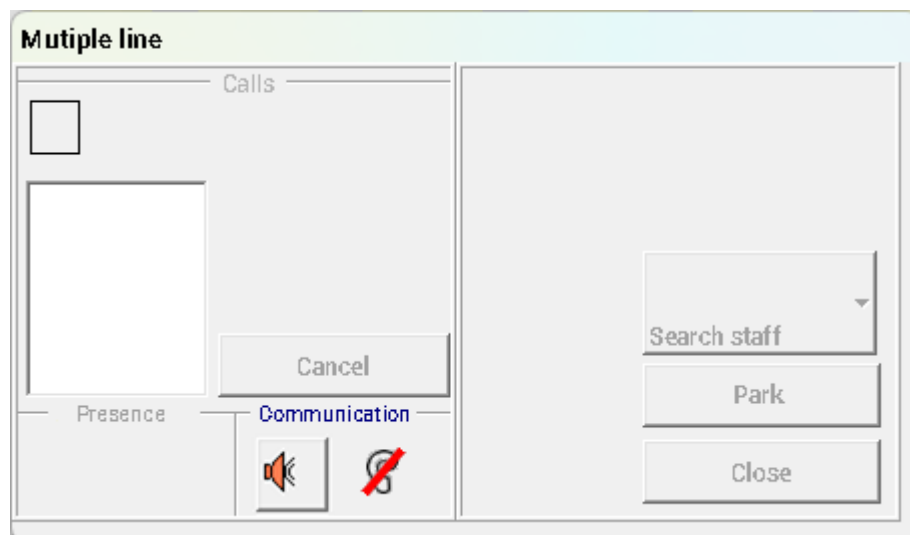 Mutiple line
Calls
Cancel
Presence
Communication
Search staff
Park
Close